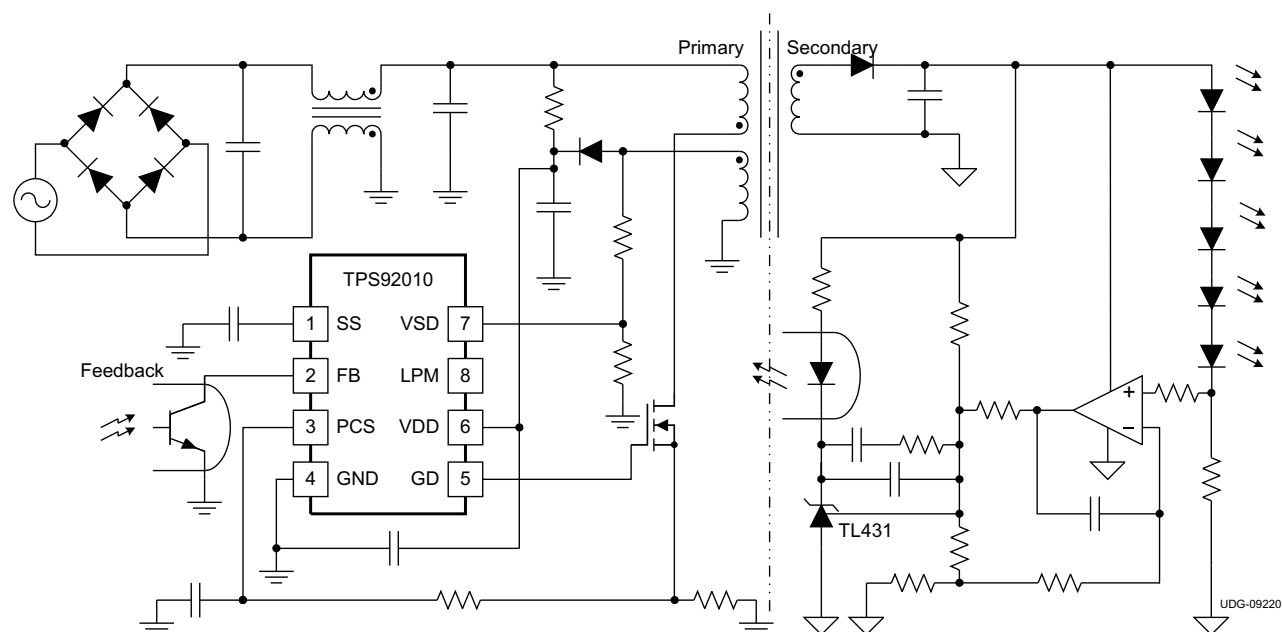 Primary
Secondary
TPS92010
1 SS
VSD 7
Feedback
2 FB
LPM 8
3 PCS
VDD 6
4 GND
GD 5
+
−
TL431
UDG-09220